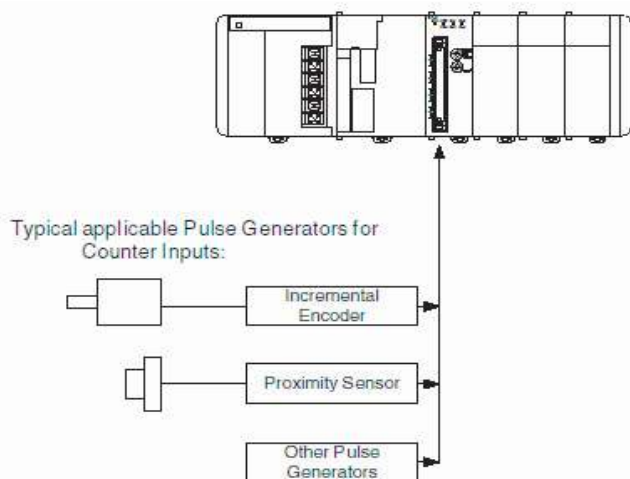 Typical applicable Pulse Generators for
Counter Inputs:
Incremental
Encoder
Proximity Sensor
Other Pulse
Generators